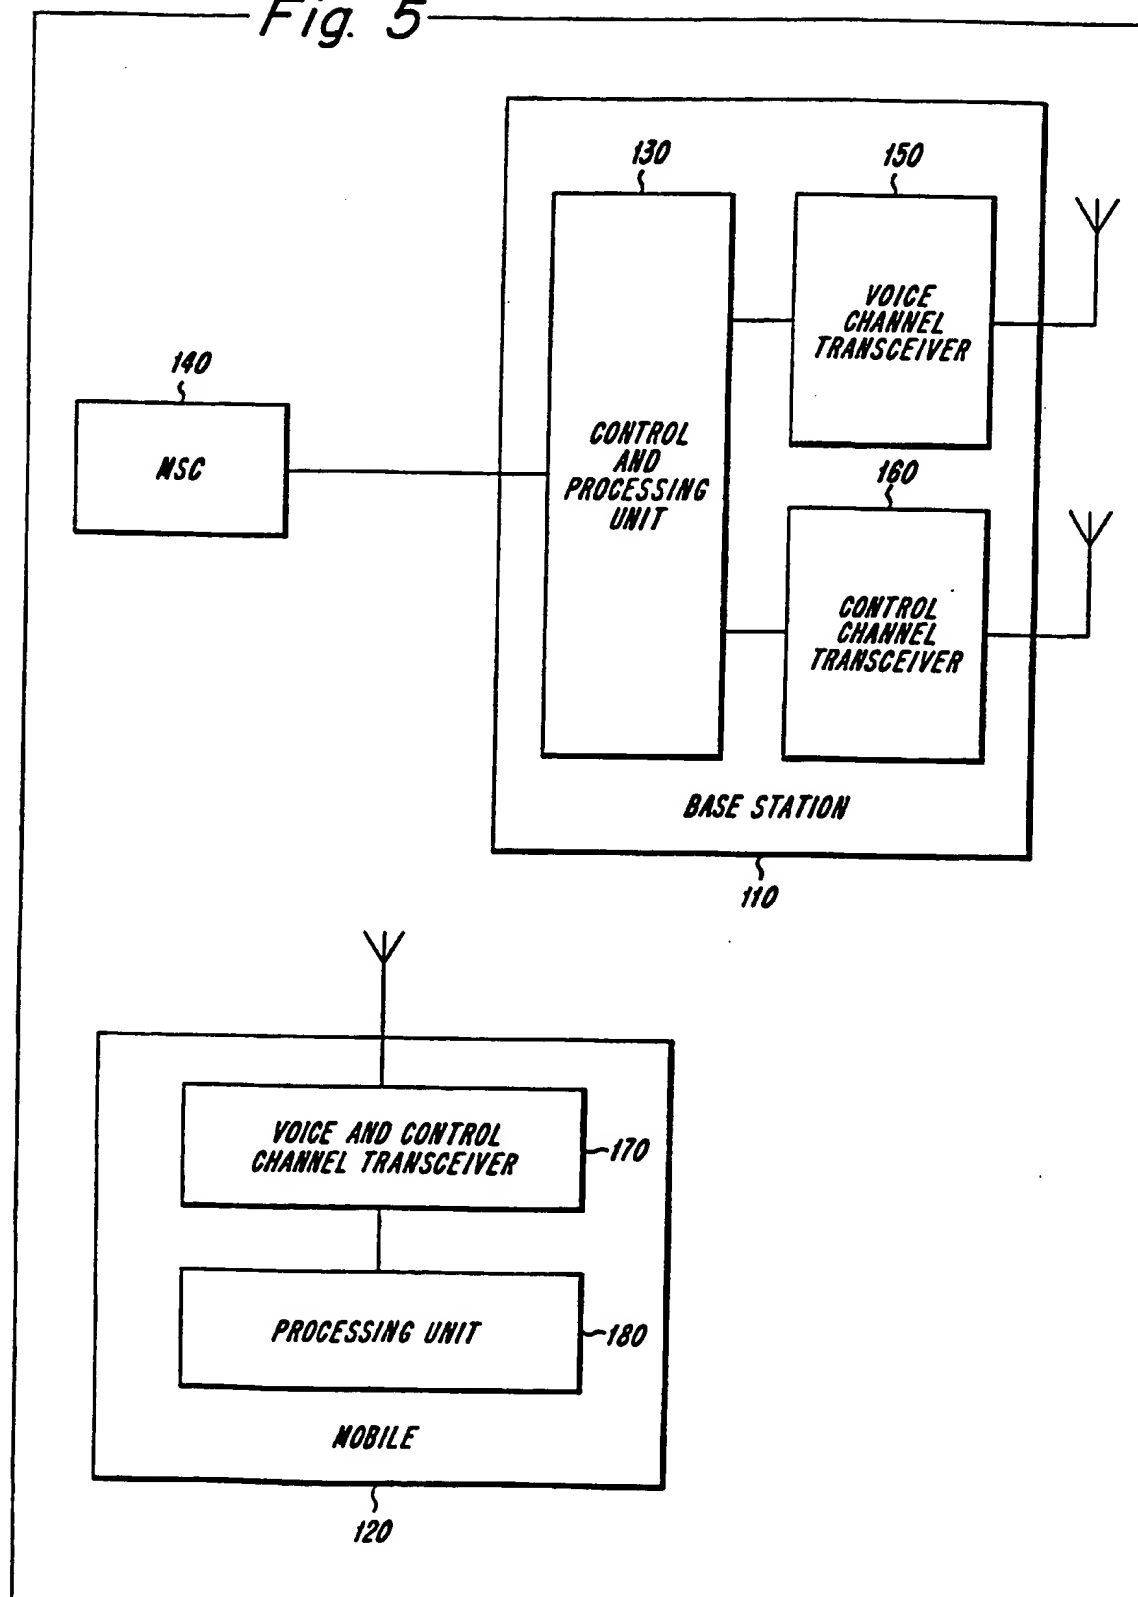 Fig. 5
130
150
VOICE
CHANNEL
TRANSCEIVER
140
MSC
CONTROL
AND
PROCESSING
UNIT
160
CONTROL
CHANNEL
TRANSCEIVER
BASE STATION
110
VOICE AND CONTROL
CHANNEL TRANSCEIVER
170
PROCESSING UNIT
180
MOBILE
120